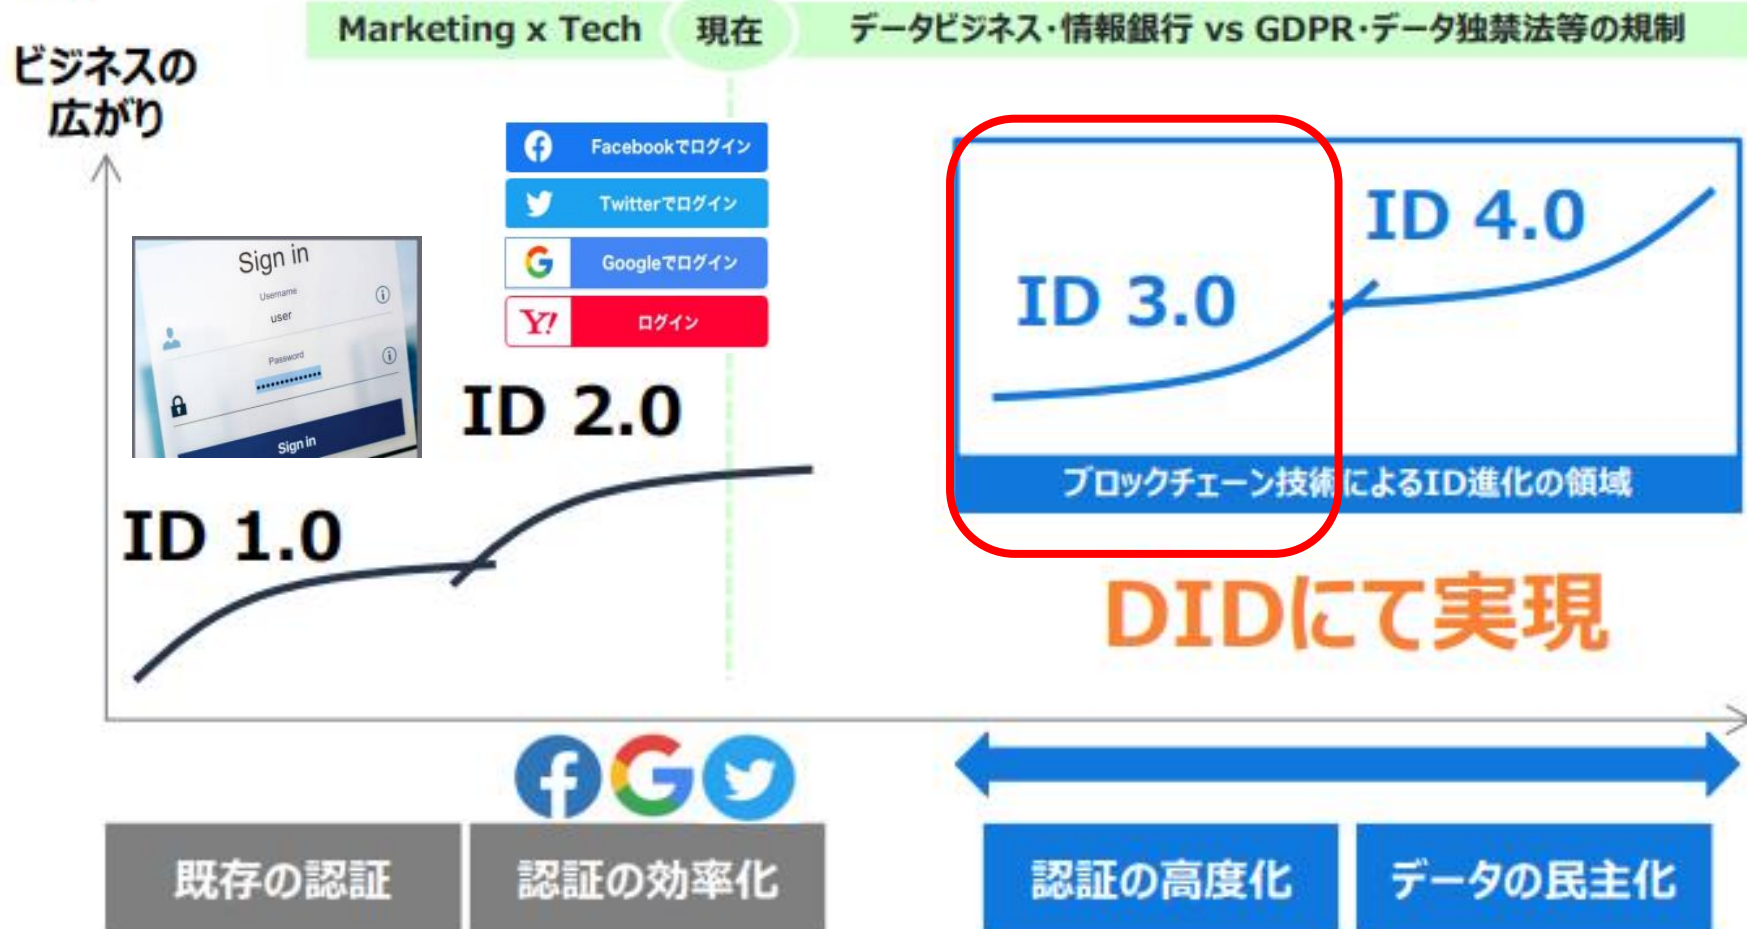 Marketing x Tech
現在
データビジネス・情報銀行 vs GDPR・データ独禁法等の規制
ビジネスの
広がり
Facebookでログイン
Twitterでログイン
Googleでログイン
Y!
ログイン
Sign in
Username
user
Password
Sign in
ID 1.0
ID 2.0
ID 3.0
ID 4.0
ブロックチェーン技術によるID進化の領域
DIDにて実現
既存の認証
認証の効率化
認証の高度化
データの民主化